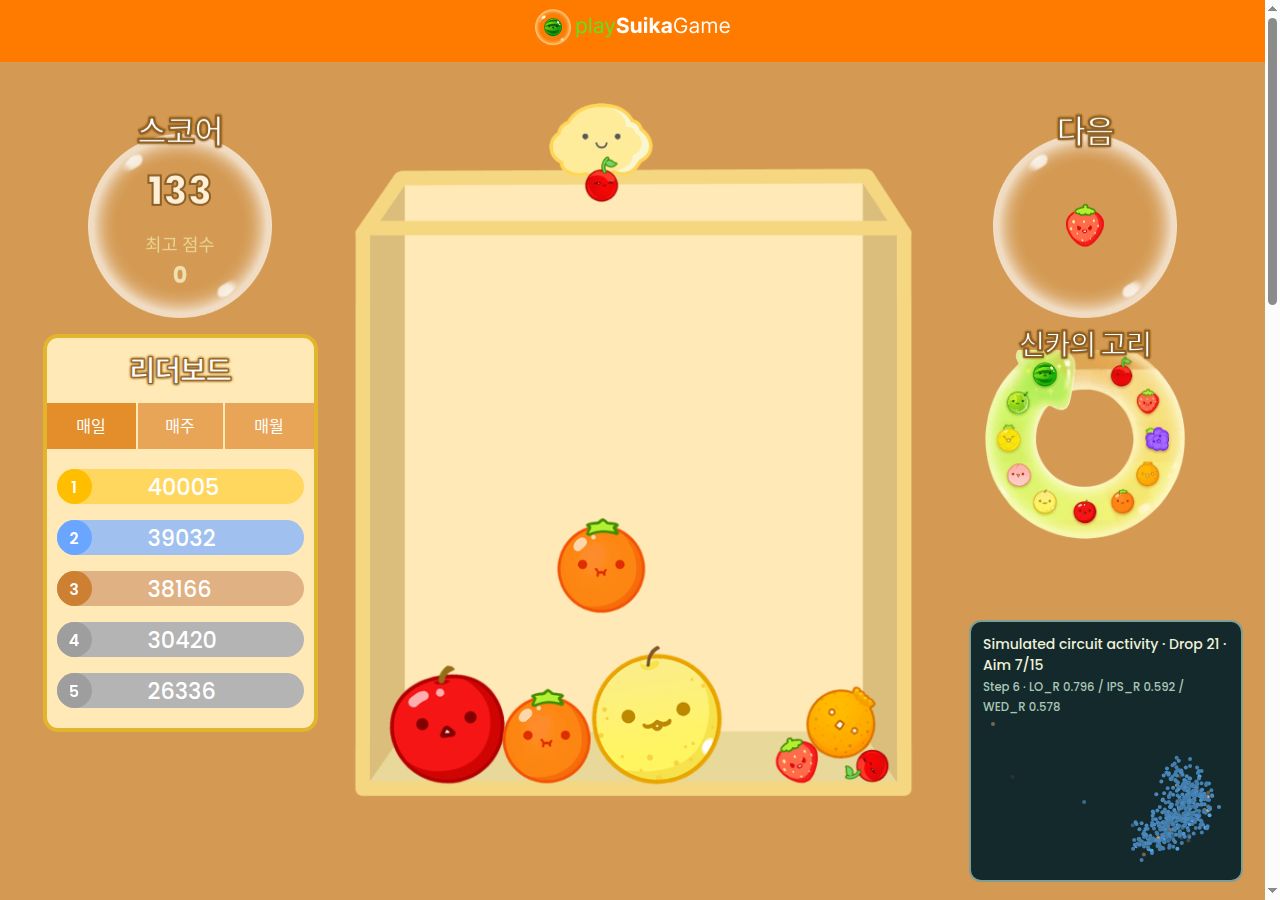 playSuikaGame
스코어
133
최고 점수
0
다음
신카의 고리
리더보드
매일 매주 매월
1 40005
2 39032
3 38166
4 30420
5 26336
Simulated circuit activity · Drop 21 ·
Aim 7/15
Step 6 · LO_R 0.796 / IPS_R 0.592 /
WED_R 0.578